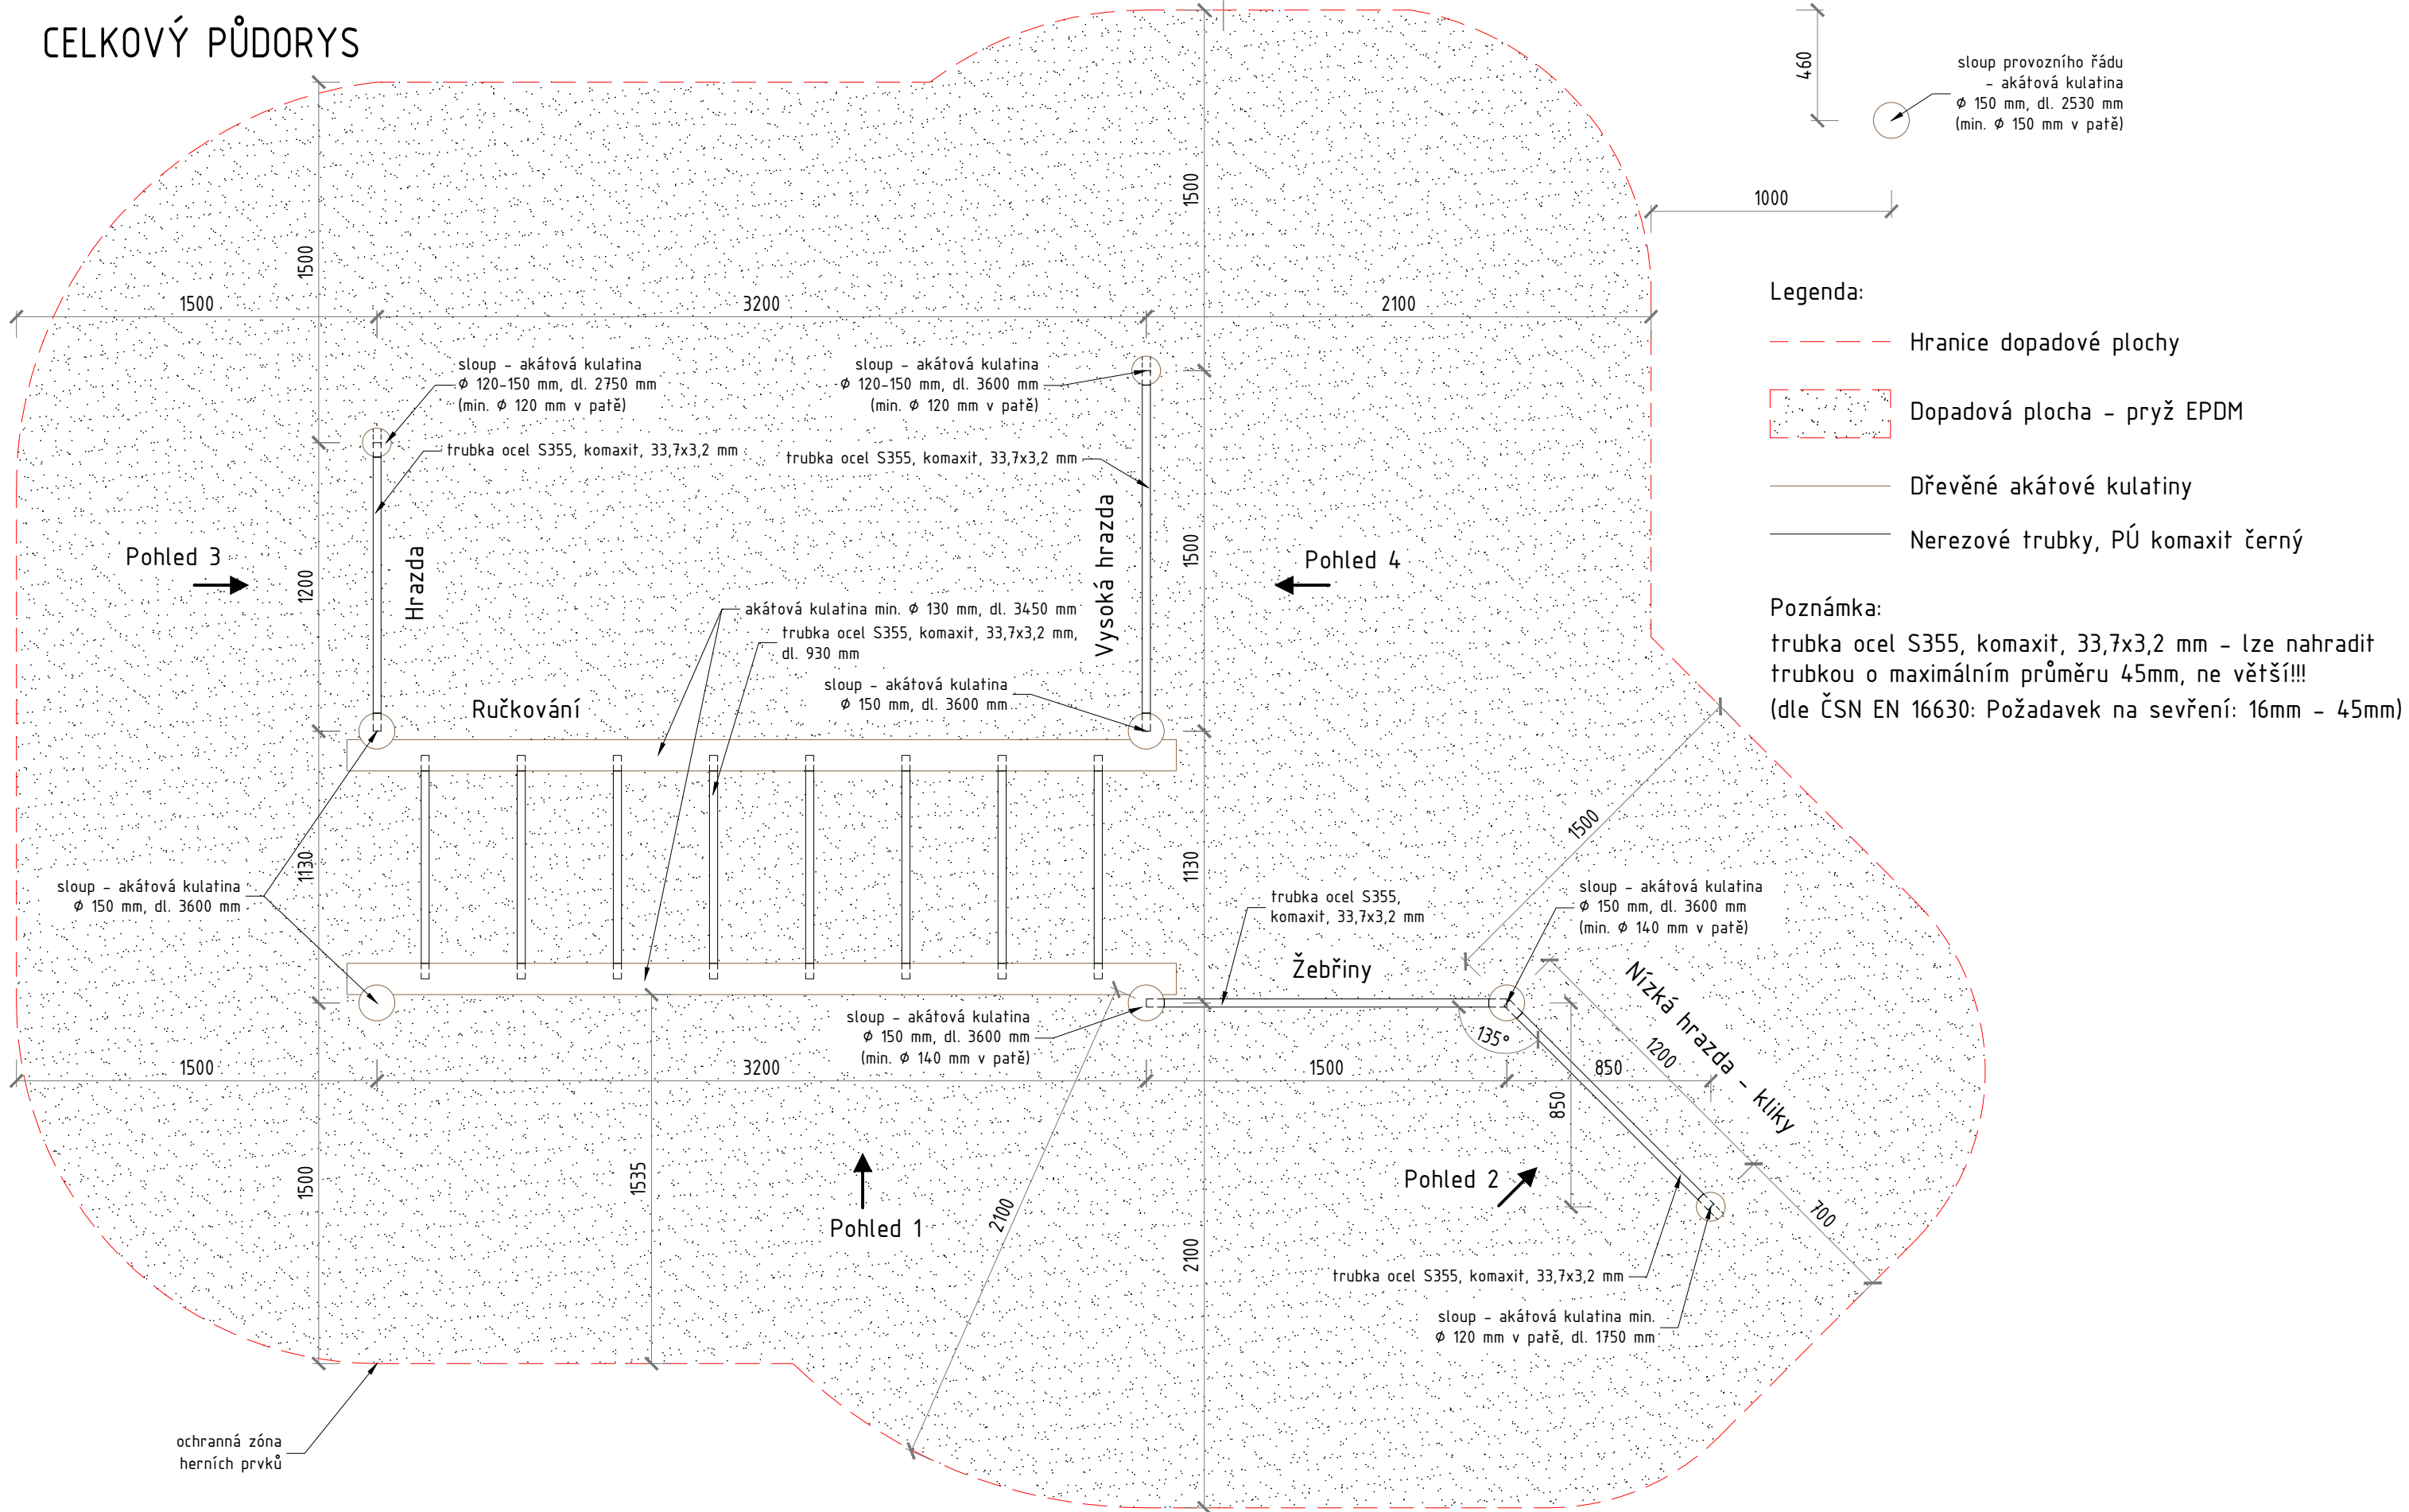 CELKOVÝ PŮDORYS
460
sloup provozního řádu
- akátová kulatina
Ø 150 mm, dl. 2530 mm
(min. Ø 150 mm v patě)
1000
1500
1500
1500
3200
2100
sloup - akátová kulatina
Ø 120-150 mm, dl. 2750 mm
(min. Ø 120 mm v patě)
sloup - akátová kulatina
Ø 120-150 mm, dl. 3600 mm
(min. Ø 120 mm v patě)
trubka ocel S355, komaxit, 33,7x3,2 mm
trubka ocel S355, komaxit, 33,7x3,2 mm
Pohled 3
1200
Hrazda
Vysoká hrazda
1500
Pohled 4
akátová kulatina min. Ø 130 mm, dl. 3450 mm
trubka ocel S355, komaxit, 33,7x3,2 mm,
dl. 930 mm
sloup - akátová kulatina
Ø 150 mm, dl. 3600 mm
Ručkování
Legenda:
Hranice dopadové plochy
Dopadová plocha - pryž EPDM
Dřevěné akátové kulatiny
Nerezové trubky, PÚ komaxit černý
Poznámka:
trubka ocel S355, komaxit, 33,7x3,2 mm - lze nahradit
trubkou o maximálním průměru 45mm, ne větší!!!
(dle ČSN EN 16630: Požadavek na sevření: 16mm - 45mm)
1500
1130
1130
sloup - akátová kulatina
Ø 150 mm, dl. 3600 mm
trubka ocel S355,
komaxit, 33,7x3,2 mm
sloup - akátová kulatina
Ø 150 mm, dl. 3600 mm
(min. Ø 140 mm v patě)
Žebřiny
Nízká hrazda - kliky
sloup - akátová kulatina
Ø 150 mm, dl. 3600 mm
(min. Ø 140 mm v patě)
135°
1200
1500
3200
1500
850
850
1500
1535
2100
2100
700
Pohled 1
Pohled 2
trubka ocel S355, komaxit, 33,7x3,2 mm
sloup - akátová kulatina min.
Ø 120 mm v patě, dl. 1750 mm
ochranná zóna
herních prvků